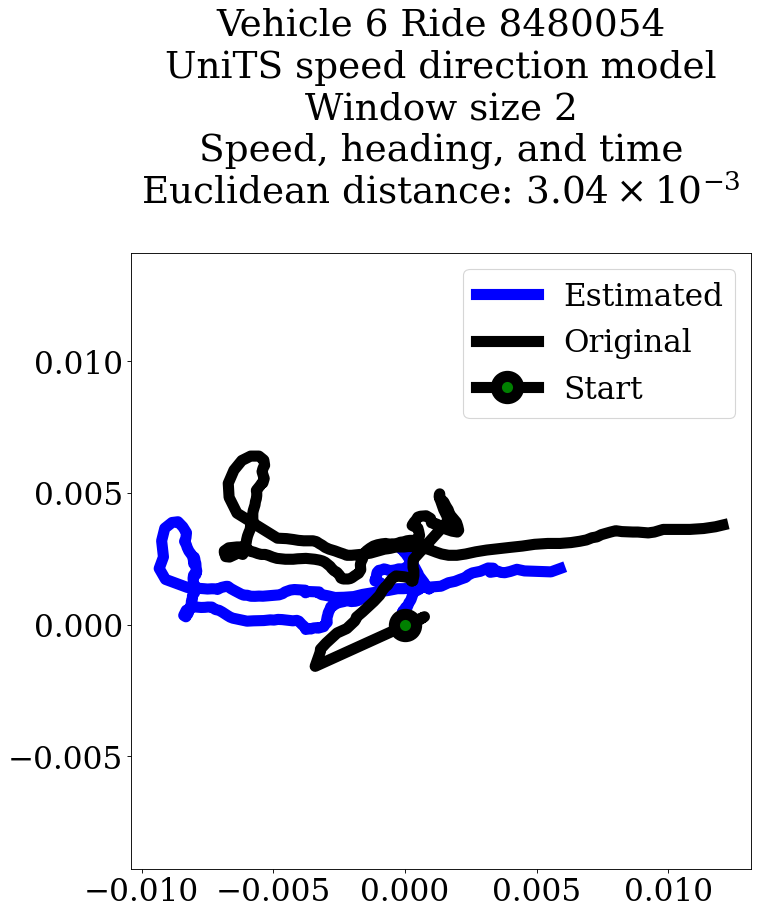 Vehicle 6 Ride 8480054
UniTS speed direction model
Window size 2
Speed, heading, and time
Euclidean distance: 3.04 × 10⁻³
Estimated
Original
Start
0.010
0.005
0.000
−0.005
−0.010 −0.005 0.000 0.005 0.010